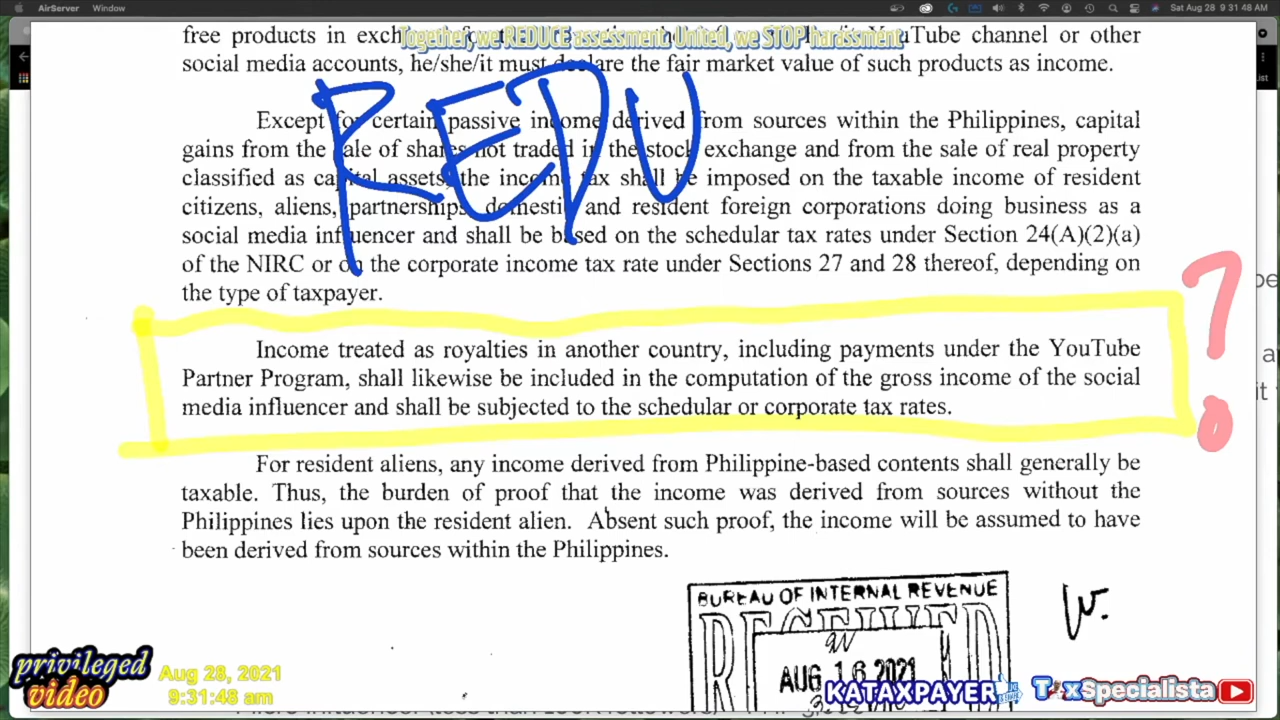 AirServer Window
Sat Aug 28 9:31:48 AM
Together, we REDUCE assessment. United, we STOP harassment.
free products in YouTube channel or other
social media accounts, he/she/it must declare the fair market value of such products as income.
REDU
Except for certain passive income derived from sources within the Philippines, capital
gains from the sale of shares not traded in the stock exchange and from the sale of real property
classified as capital assets, the income tax shall be imposed on the taxable income of resident
citizens, aliens, partnerships, domestic and resident foreign corporations doing business as a
social media influencer and shall be based on the schedular tax rates under Section 24(A)(2)(a)
of the NIRC or on the corporate income tax rate under Sections 27 and 28 thereof, depending on
the type of taxpayer.
?
Income treated as royalties in another country, including payments under the YouTube
Partner Program, shall likewise be included in the computation of the gross income of the social
media influencer and shall be subjected to the schedular or corporate tax rates.
For resident aliens, any income derived from Philippine-based contents shall generally be
taxable. Thus, the burden of proof that the income was derived from sources without the
Philippines lies upon the resident alien. Absent such proof, the income will be assumed to have
been derived from sources within the Philippines.
BUREAU OF INTERNAL REVENUE
RECEIVED
AUG 16 2021
privileged
video
Aug 28, 2021
9:31:48 am
KATAXPAYER
TaxSpecialista